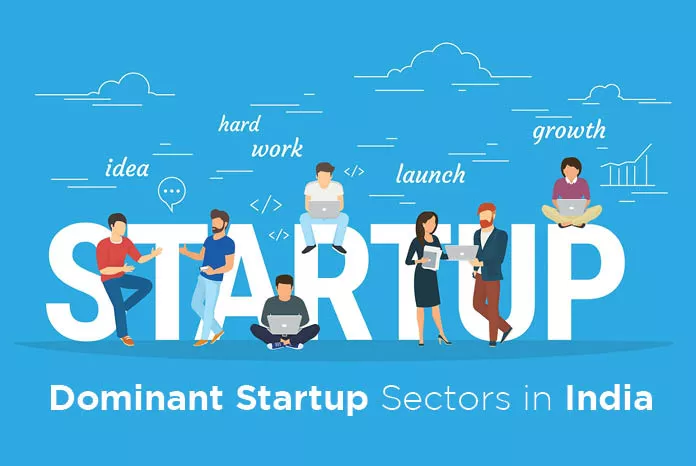 idea
hard
work
launch
growth
</>
</>
</>
STARTUP
Dominant Startup Sectors in India